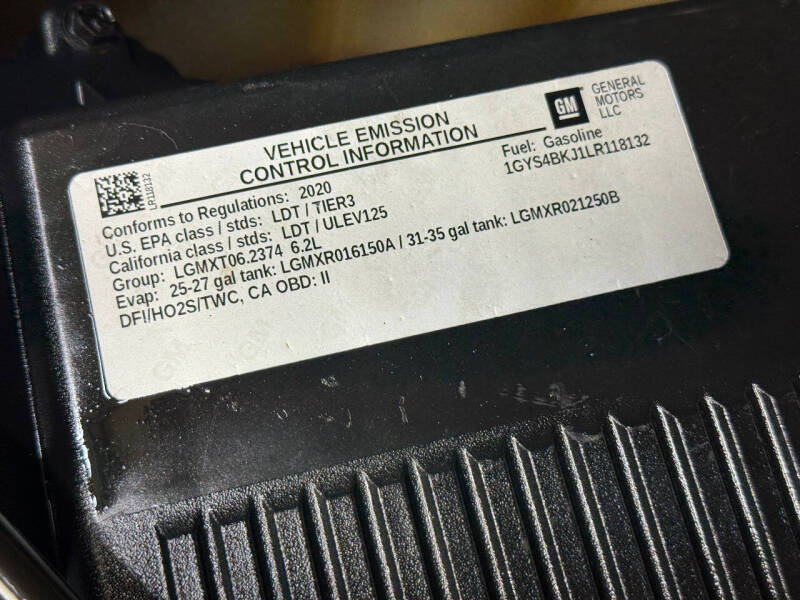 VEHICLE EMISSION
CONTROL INFORMATION
GM
GENERAL
MOTORS
LLC
LR118132
Conforms to Regulations: 2020
Fuel: Gasoline
U.S. EPA class / stds: LDT / TIER3
1GYS4BKJ1LR118132
California class / stds: LDT / ULEV125
Group: LGMXT06.2374 6.2L
Evap: 25-27 gal tank: LGMXR016150A / 31-35 gal tank: LGMXR021250B
DFI/HO2S/TWC, CA OBD: II